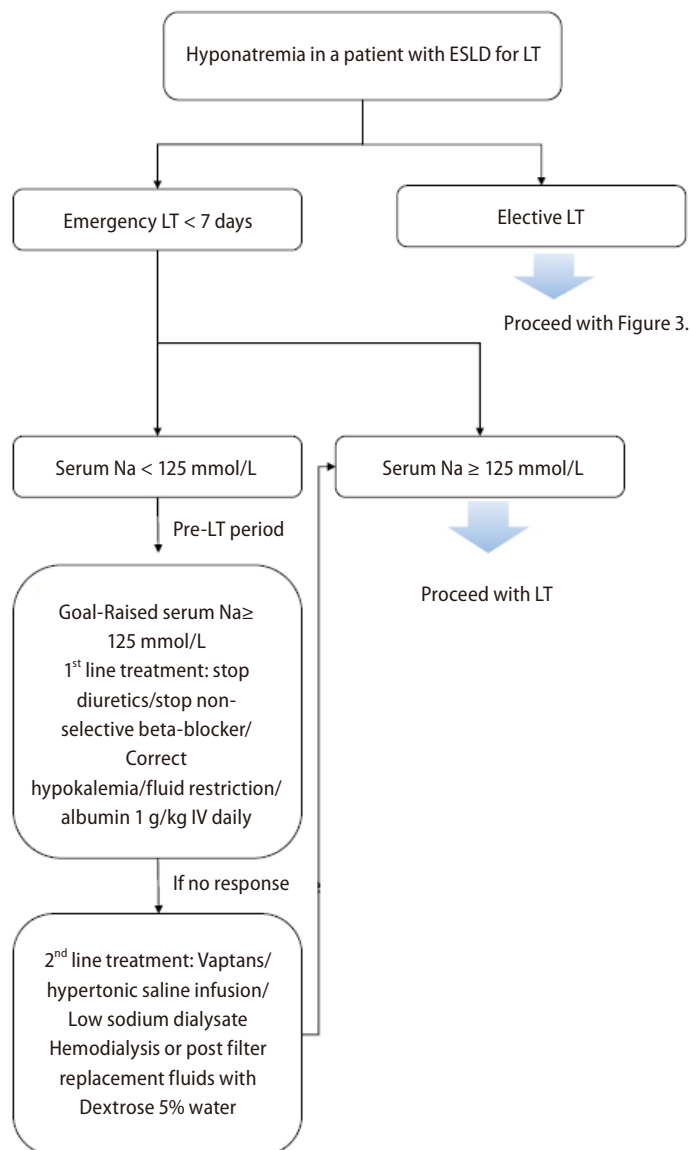 Hyponatremia in a patient with ESLD for LT
Emergency LT < 7 days
Elective LT
Proceed with Figure 3.
Serum Na < 125 mmol/L
Serum Na ≥ 125 mmol/L
Pre-LT period
Proceed with LT
Goal-Raised serum Na≥
125 mmol/L
1st line treatment: stop
diuretics/stop non-
selective beta-blocker/
Correct
hypokalemia/fluid restriction/
albumin 1 g/kg IV daily
If no response
2nd line treatment: Vaptans/
hypertonic saline infusion/
Low sodium dialysate
Hemodialysis or post filter
replacement fluids with
Dextrose 5% water